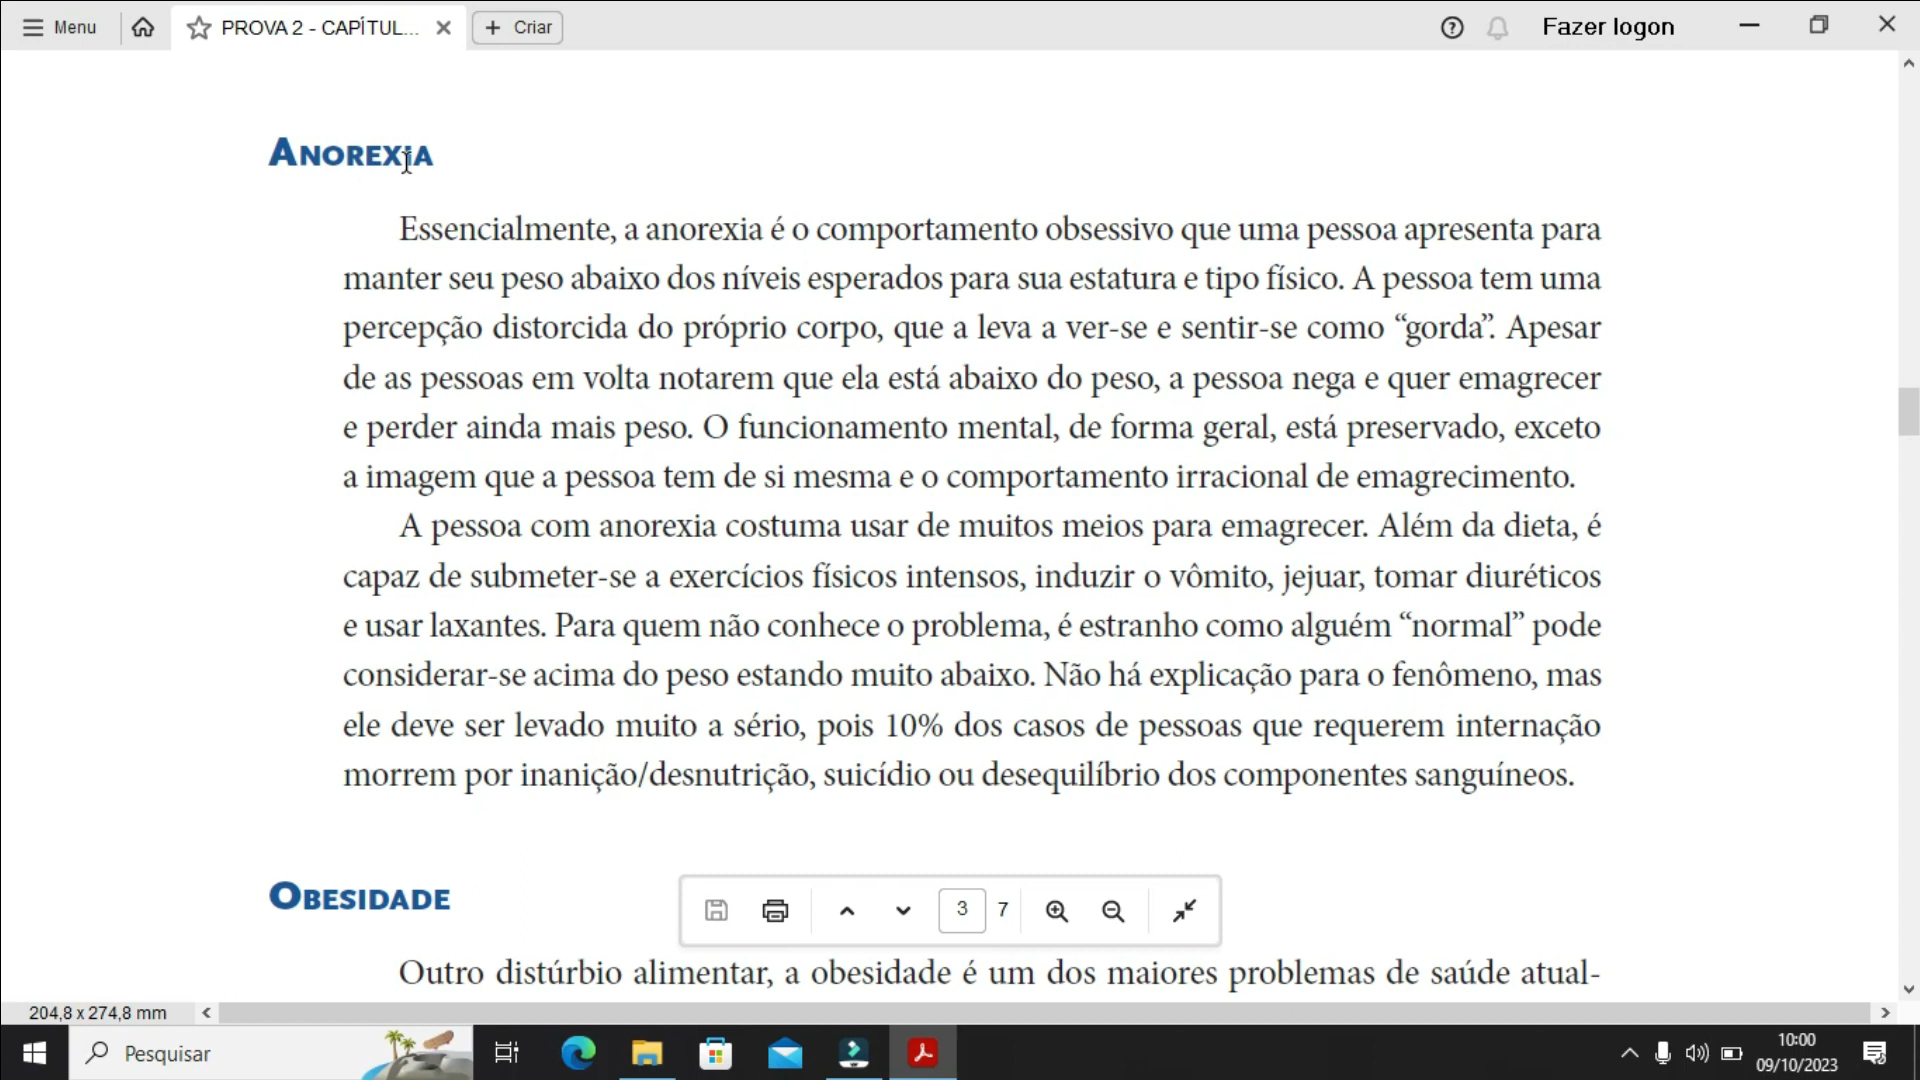 Menu
PROVA 2 - CAPÍTUL...
Criar
Fazer logon
ANOREXIA
Essencialmente, a anorexia é o comportamento obsessivo que uma pessoa apresenta para
manter seu peso abaixo dos níveis esperados para sua estatura e tipo físico. A pessoa tem uma
percepção distorcida do próprio corpo, que a leva a ver-se e sentir-se como “gorda”. Apesar
de as pessoas em volta notarem que ela está abaixo do peso, a pessoa nega e quer emagrecer
e perder ainda mais peso. O funcionamento mental, de forma geral, está preservado, exceto
a imagem que a pessoa tem de si mesma e o comportamento irracional de emagrecimento.
A pessoa com anorexia costuma usar de muitos meios para emagrecer. Além da dieta, é
capaz de submeter-se a exercícios físicos intensos, induzir o vômito, jejuar, tomar diuréticos
e usar laxantes. Para quem não conhece o problema, é estranho como alguém “normal” pode
considerar-se acima do peso estando muito abaixo. Não há explicação para o fenômeno, mas
ele deve ser levado muito a sério, pois 10% dos casos de pessoas que requerem internação
morrem por inanição/desnutrição, suicídio ou desequilíbrio dos componentes sanguíneos.
OBESIDADE
3 7
Outro distúrbio alimentar, a obesidade é um dos maiores problemas de saúde atual-
204,8 x 274,8 mm
Pesquisar
10:00
09/10/2023